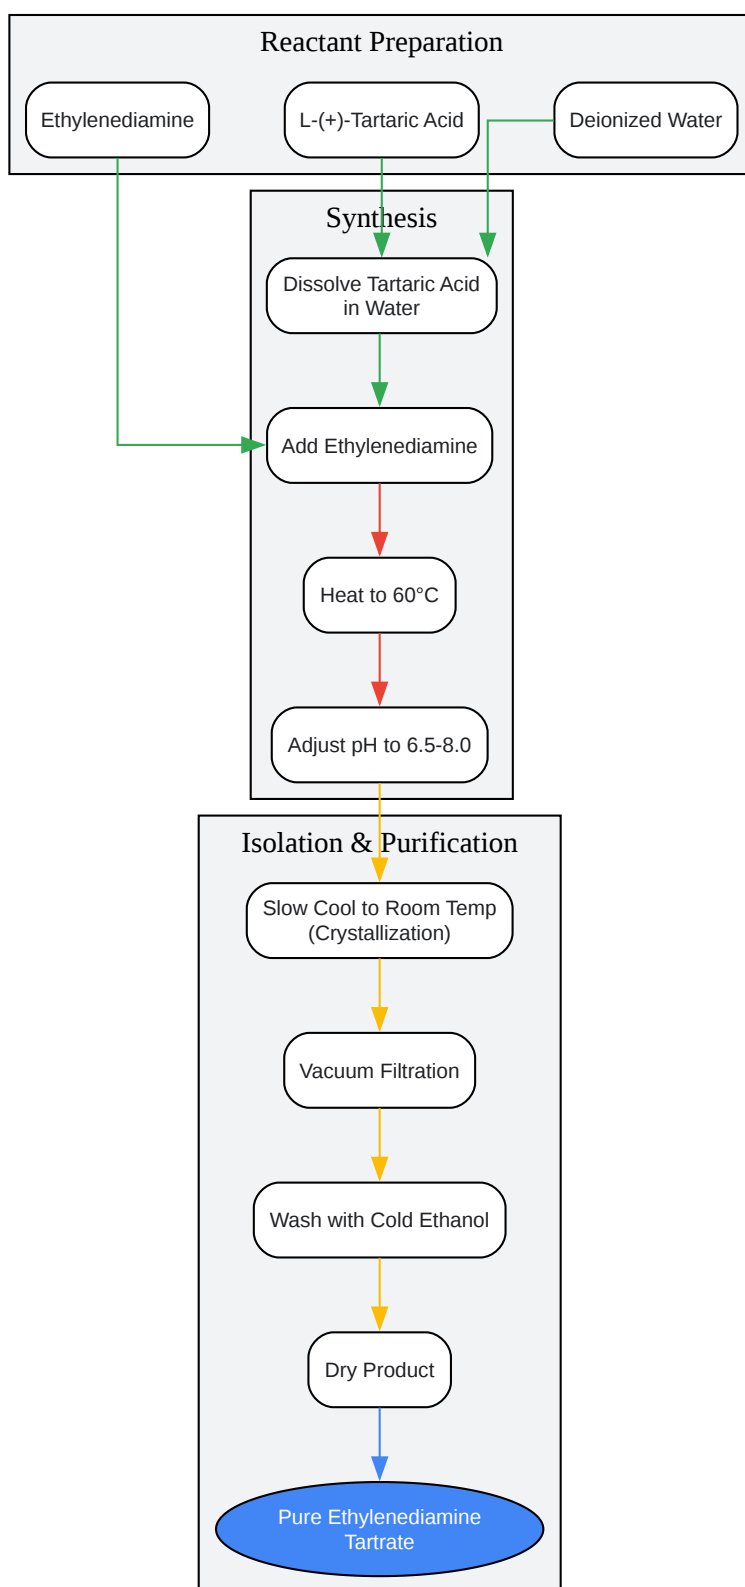 Reactant Preparation
Ethylenediamine
L-(+)-Tartaric Acid
Deionized Water
Synthesis
Dissolve Tartaric Acid
in Water
Add Ethylenediamine
Heat to 60°C
Adjust pH to 6.5-8.0
Isolation & Purification
Slow Cool to Room Temp
(Crystallization)
Vacuum Filtration
Wash with Cold Ethanol
Dry Product
Pure Ethylenediamine
Tartrate